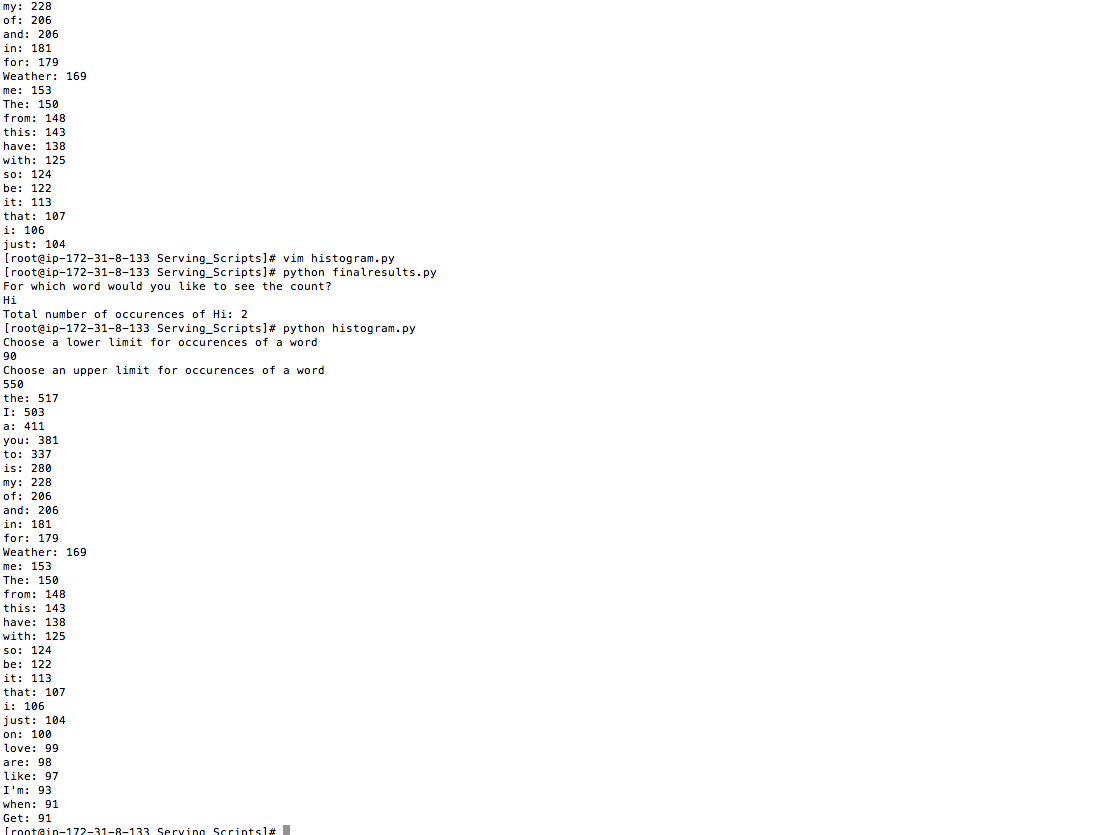 my: 228
of: 206
and: 206
in: 181
for: 179
Weather: 169
me: 153
The: 150
from: 148
this: 143
have: 138
with: 125
so: 124
be: 122
it: 113
that: 107
i: 106
just: 104
[root@ip-172-31-8-133 Serving_Scripts]# vim histogram.py
[root@ip-172-31-8-133 Serving_Scripts]# python finalresults.py
For which word would you like to see the count?
Hi
Total number of occurences of Hi: 2
[root@ip-172-31-8-133 Serving_Scripts]# python histogram.py
Choose a lower limit for occurences of a word
90
Choose an upper limit for occurences of a word
550
the: 517
I: 503
a: 411
you: 381
to: 337
is: 280
my: 228
of: 206
and: 206
in: 181
for: 179
Weather: 169
me: 153
The: 150
from: 148
this: 143
have: 138
with: 125
so: 124
be: 122
it: 113
that: 107
i: 106
just: 104
on: 100
love: 99
are: 98
like: 97
I'm: 93
when: 91
Get: 91
[root@ip-172-31-8-133 Serving_Scripts]#